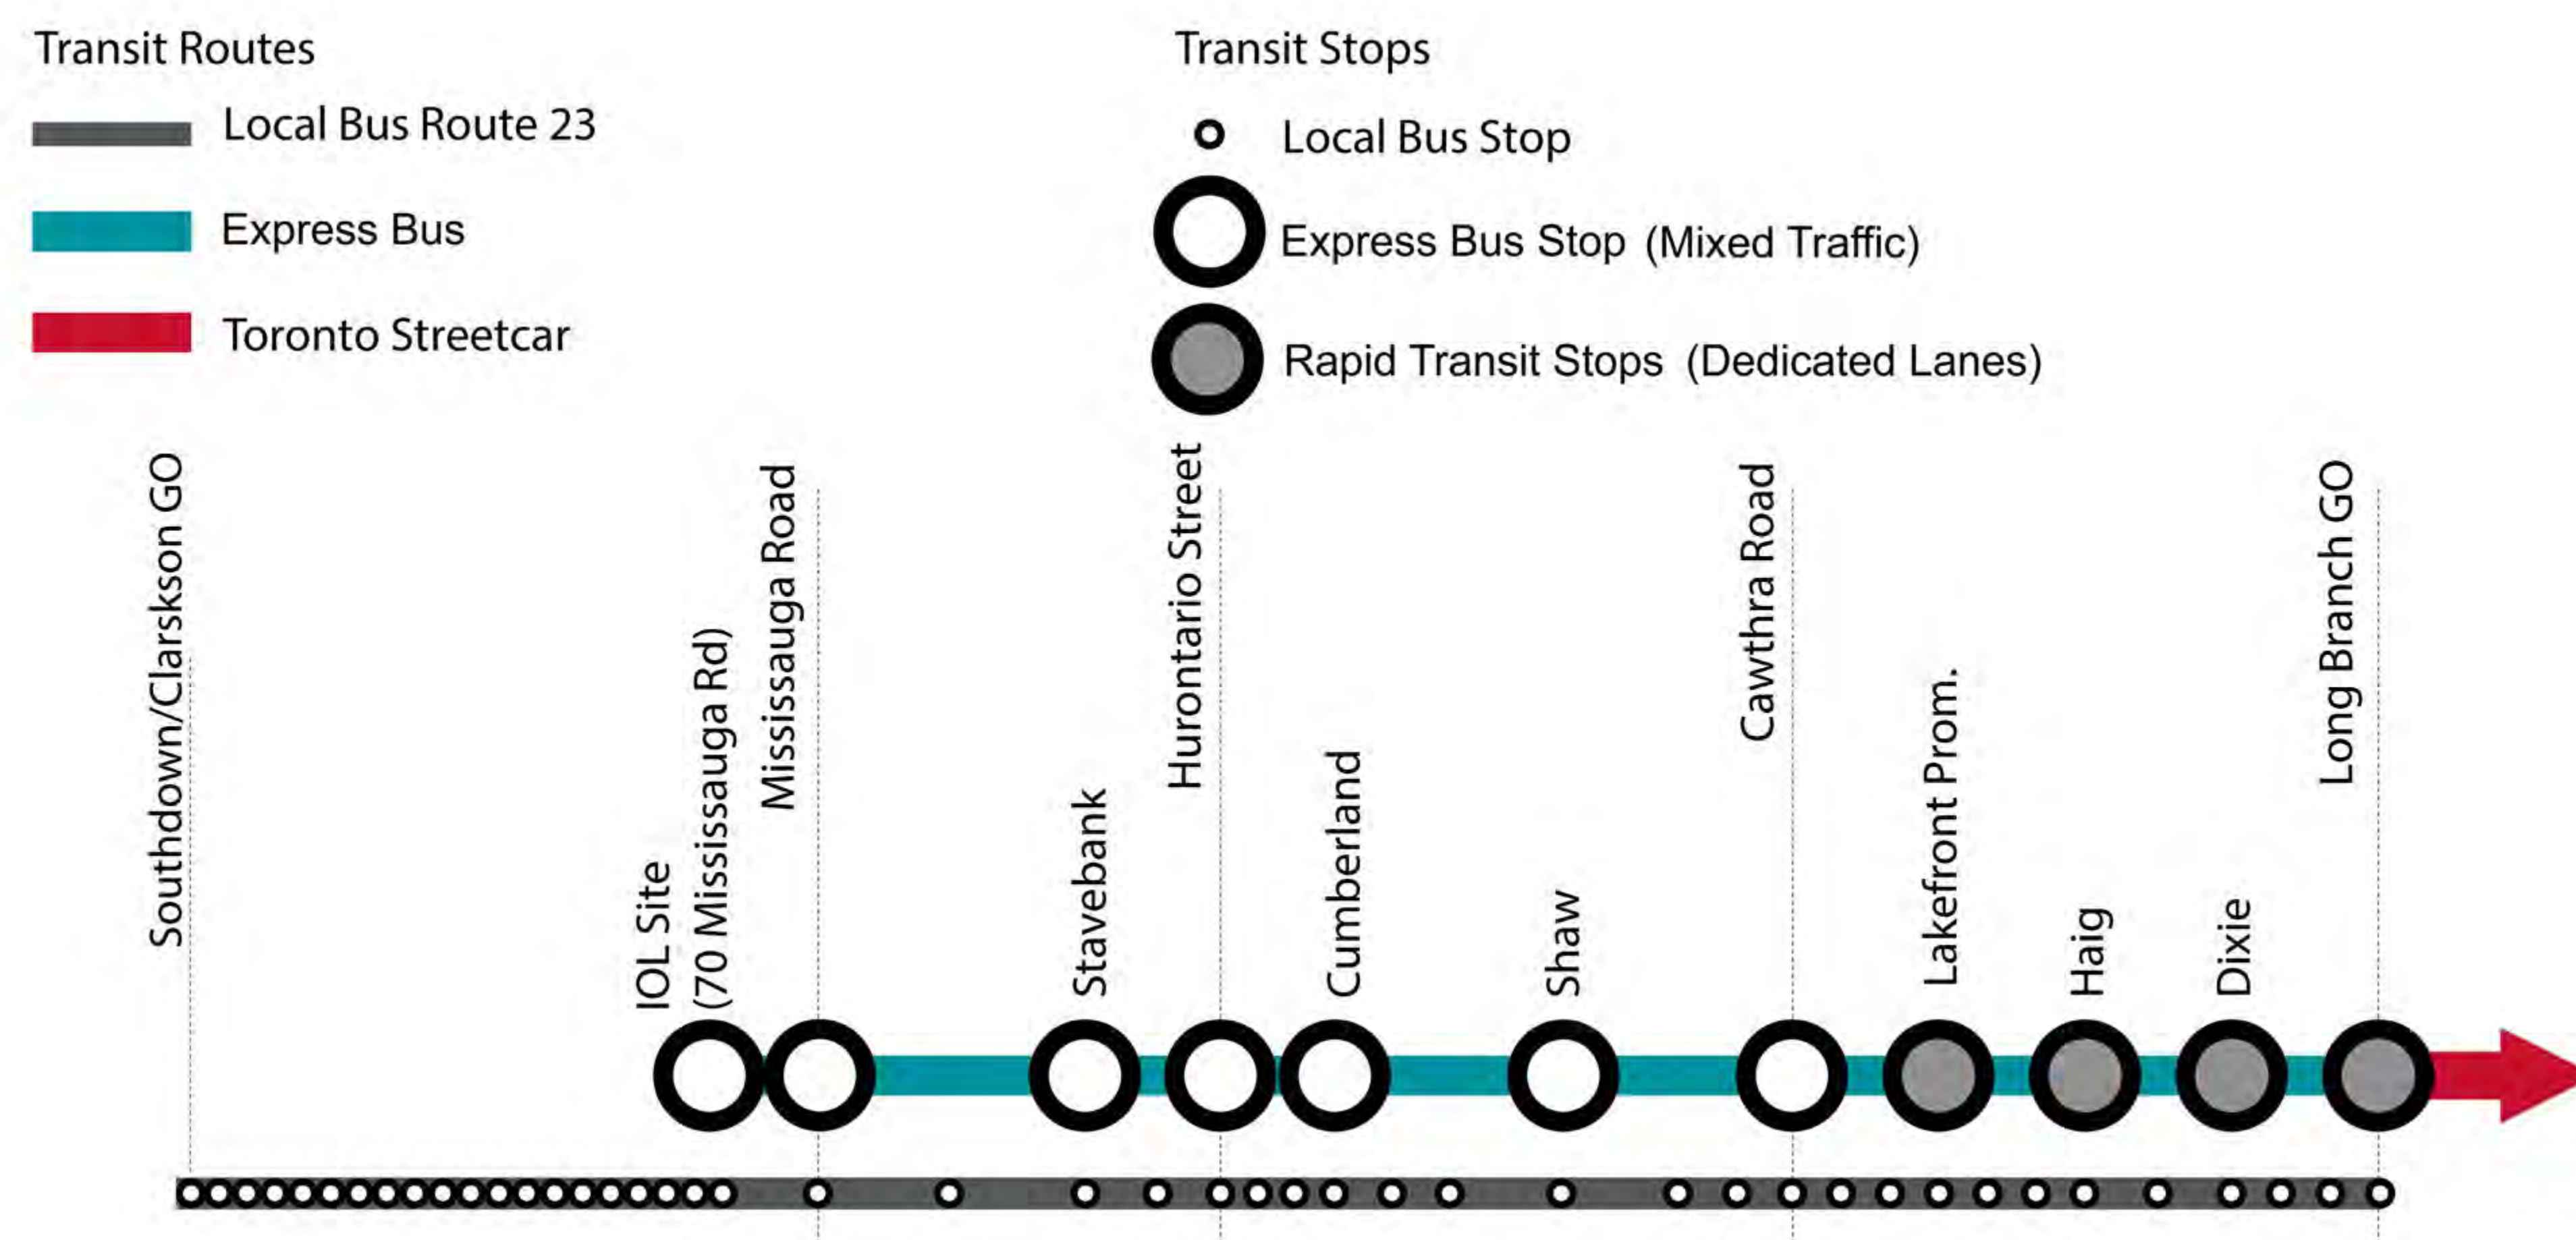 Transit Routes
Local Bus Route 23
Express Bus
Toronto Streetcar
Transit Stops
Local Bus Stop
Express Bus Stop (Mixed Traffic)
Rapid Transit Stops (Dedicated Lanes)
Southdown/Clarskson GO
IOL Site
(70 Mississauga Rd)
Mississauga Road
Stavebank
Hurontario Street
Cumberland
Shaw
Cawthra Road
Lakefront Prom.
Haig
Dixie
Long Branch GO